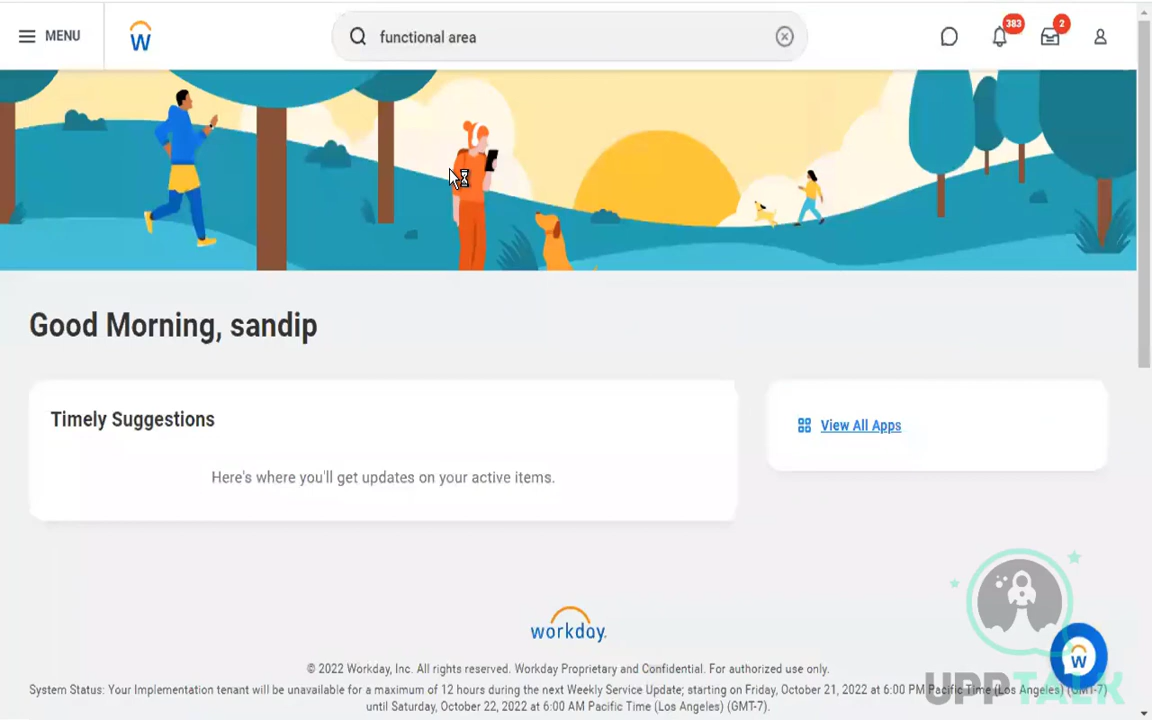 MENU
W
functional area
383
2
Good Morning, sandip
Timely Suggestions
Here's where you'll get updates on your active items.
View All Apps
workday.
© 2022 Workday, Inc. All rights reserved. Workday Proprietary and Confidential. For authorized use only.
System Status: Your Implementation tenant will be unavailable for a maximum of 12 hours during the next Weekly Service Update; starting on Friday, October 21, 2022 at 6:00 PM Pacific Time (Los Angeles) (GMT-7)
until Saturday, October 22, 2022 at 6:00 AM Pacific Time (Los Angeles) (GMT-7).
W
UPPTALK